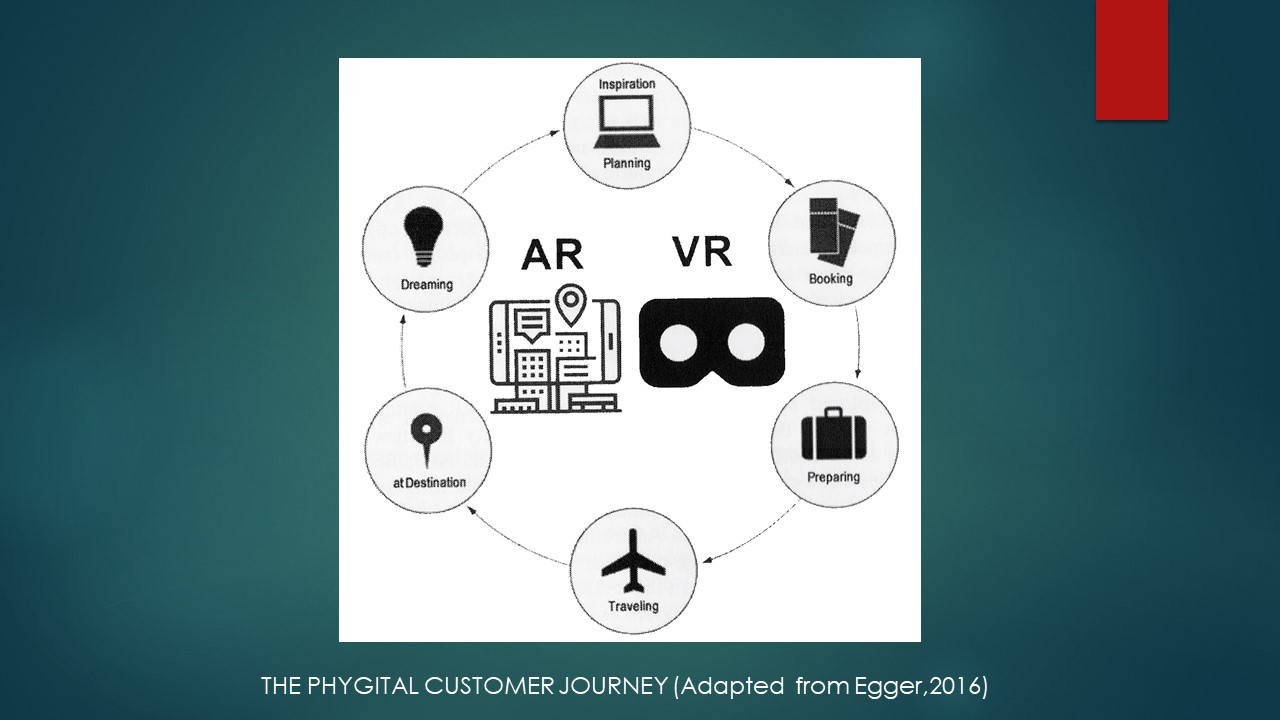 Inspiration
Planning
Dreaming
AR
VR
Booking
at Destination
Preparing
Traveling
THE PHYGITAL CUSTOMER JOURNEY (Adapted from Egger,2016)